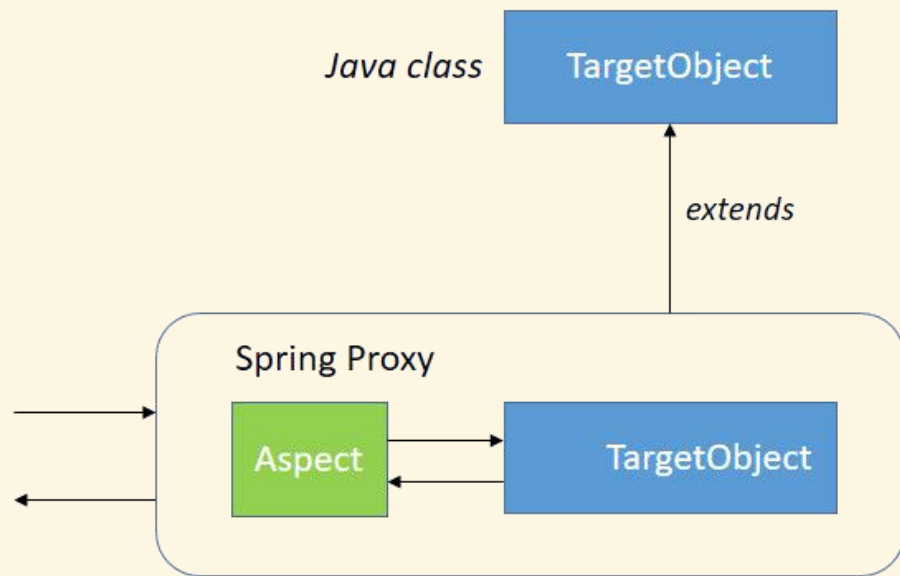 Java class
TargetObject
extends
Spring Proxy
Aspect
TargetObject